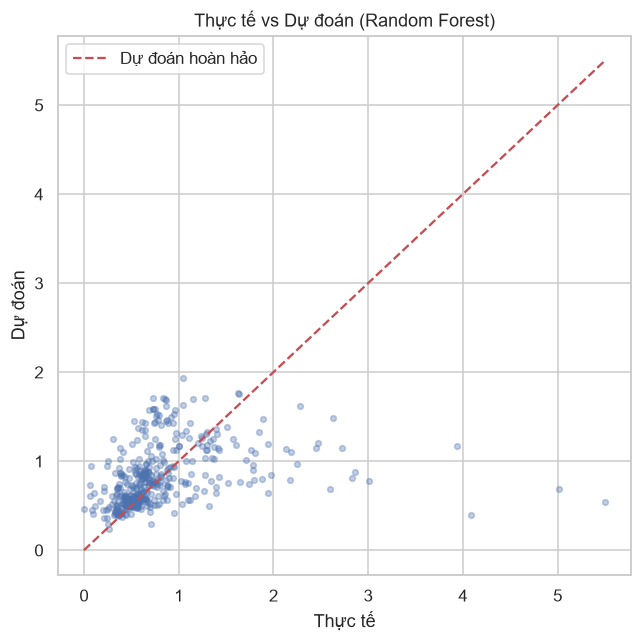 Thực tế vs Dự đoán (Random Forest)
Dự đoán hoàn hảo
Dự đoán
5
4
3
2
1
0
0 1 2 3 4 5
Thực tế